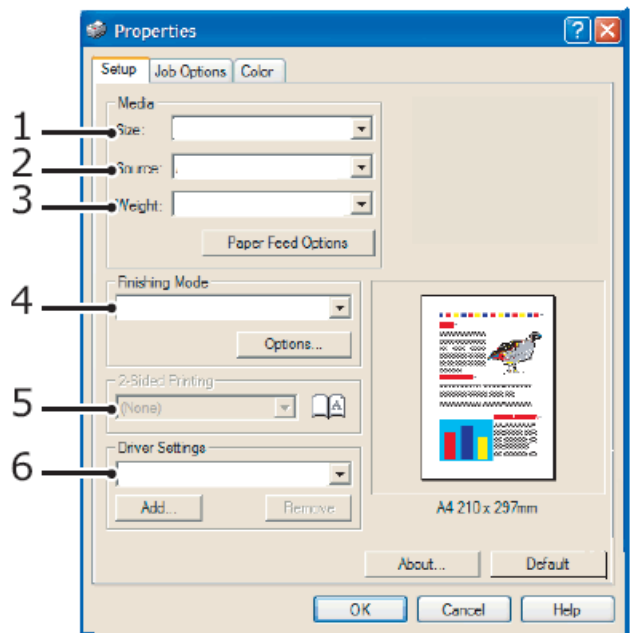 Properties
Setup Job Options Color
Media
1 Size:
2 Source:
3 Weight:
Paper Feed Options
Finishing Mode
4
Options...
2-Sided Printing
5 (None) A
Driver Settings
6
Add... Remove
A4 210 x 297mm
About... Default
OK Cancel Help